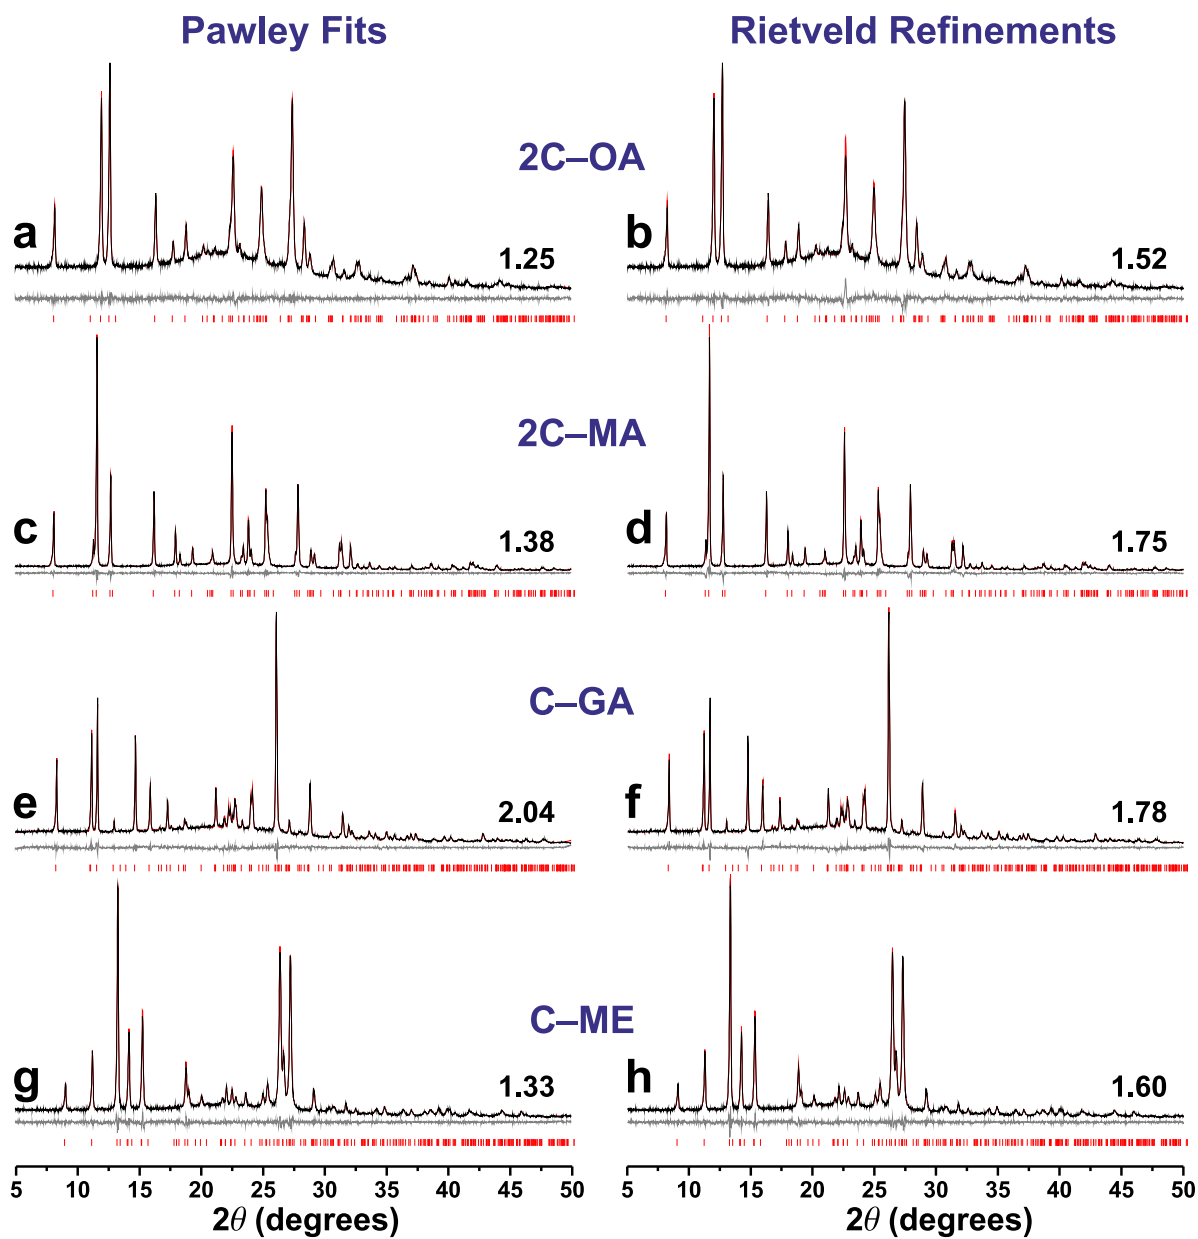 Pawley Fits Rietveld Refinements
2C–OA
a 1.25 b 1.52
2C–MA
c 1.38 d 1.75
C–GA
e 2.04 f 1.78
C–ME
g 1.33 h 1.60
5 10 15 20 25 30 35 40 45 50 5 10 15 20 25 30 35 40 45 50
2θ (degrees) 2θ (degrees)